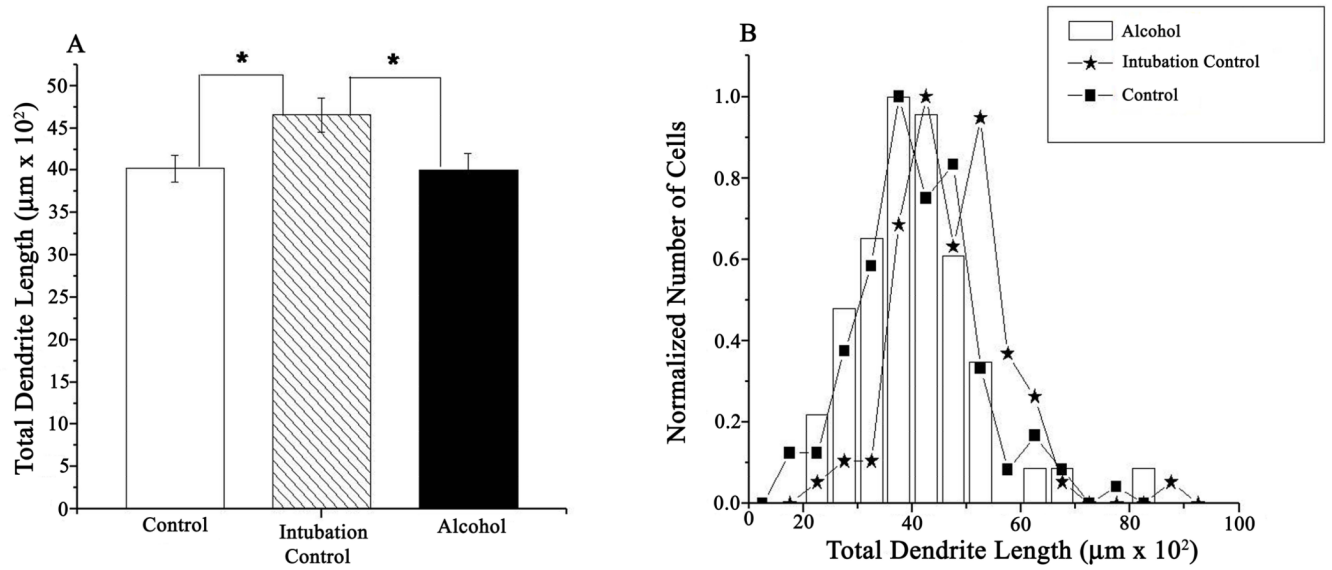 A
Total Dendrite Length (μm x 10²)
50
45
40
35
30
25
20
15
10
5
0
* *
Control
Intubation
Control
Alcohol
B
Alcohol
Intubation Control
Control
Normalized Number of Cells
1.0
0.8
0.6
0.4
0.2
0.0
0 20 40 60 80 100
Total Dendrite Length (μm x 10²)